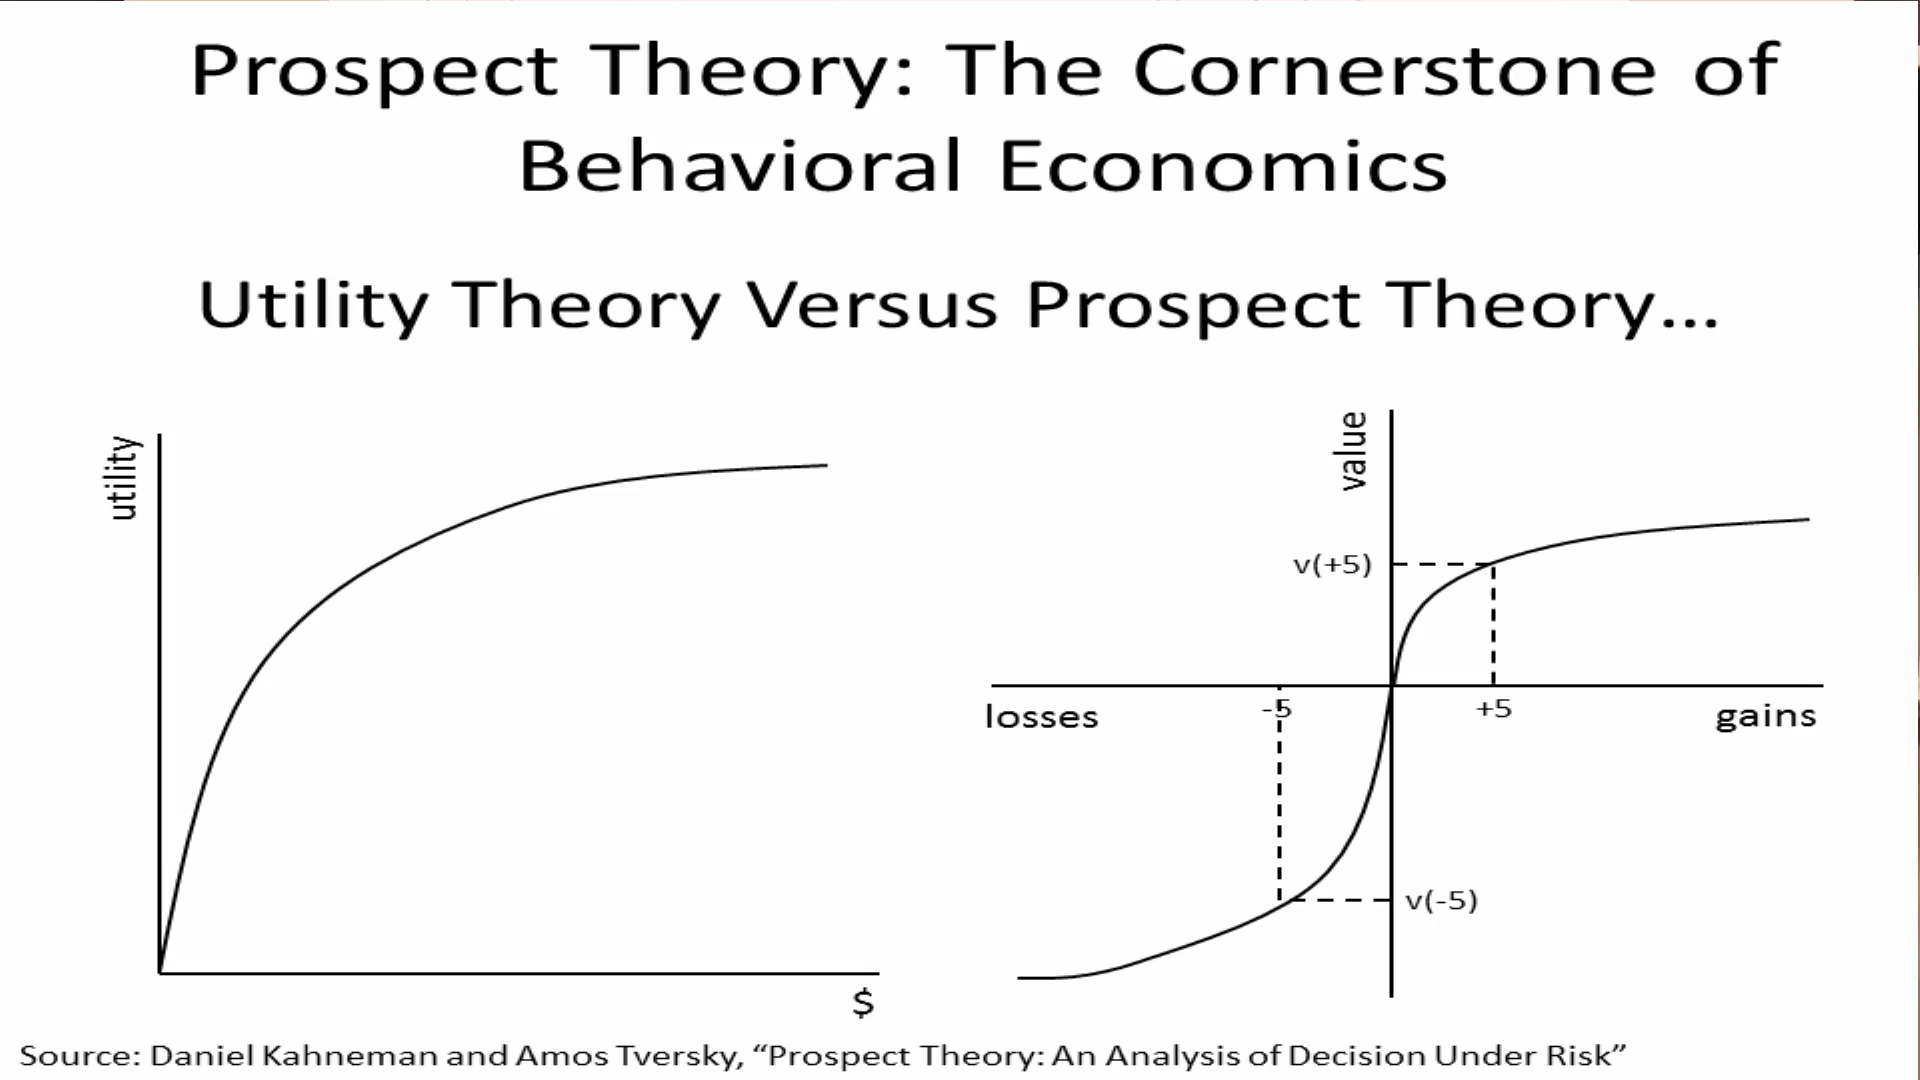 Prospect Theory: The Cornerstone of
Behavioral Economics
Utility Theory Versus Prospect Theory...
utility
$
value
v(+5)
losses
-5
+5
gains
v(-5)
Source: Daniel Kahneman and Amos Tversky, “Prospect Theory: An Analysis of Decision Under Risk”